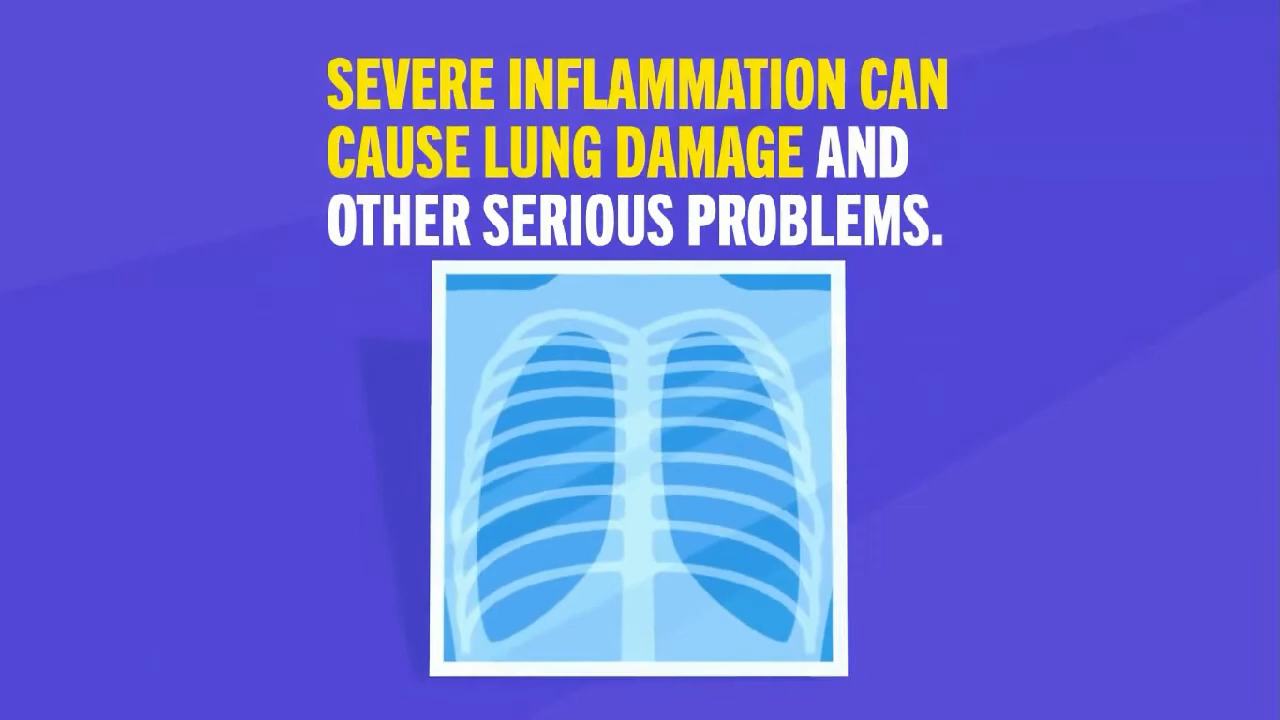 SEVERE INFLAMMATION CAN
CAUSE LUNG DAMAGE AND
OTHER SERIOUS PROBLEMS.